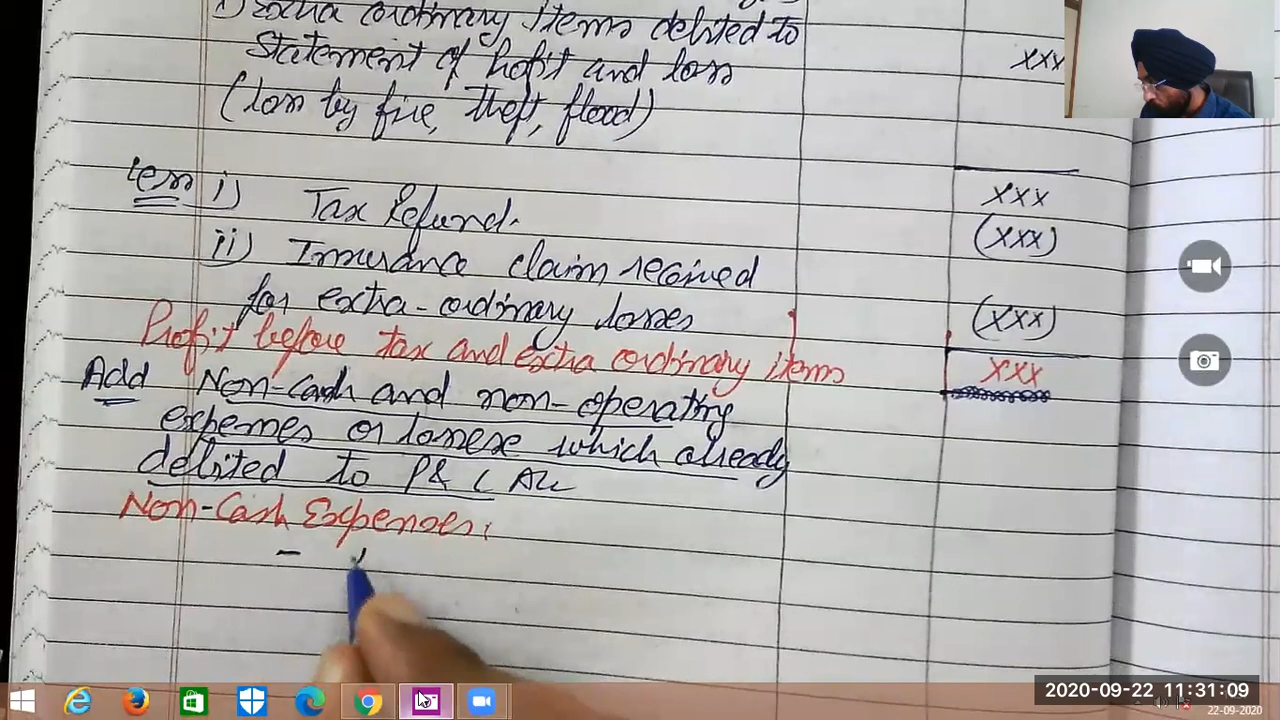 i) Extra ordinary items debited to
Statement of Profit and loss xxx
(loss by fire, theft, flood)
less i) Tax Refund. xxx
(xxx)
ii) Insurance claim received
for extra-ordinary losses (xxx)
Profit before tax and extra ordinary items xxx
Add Non-Cash and non-operating
expenses or losses which already
debited to P& L A/c
Non-Cash Expenses:
-
2020-09-22 11:31:09
22-09-2020